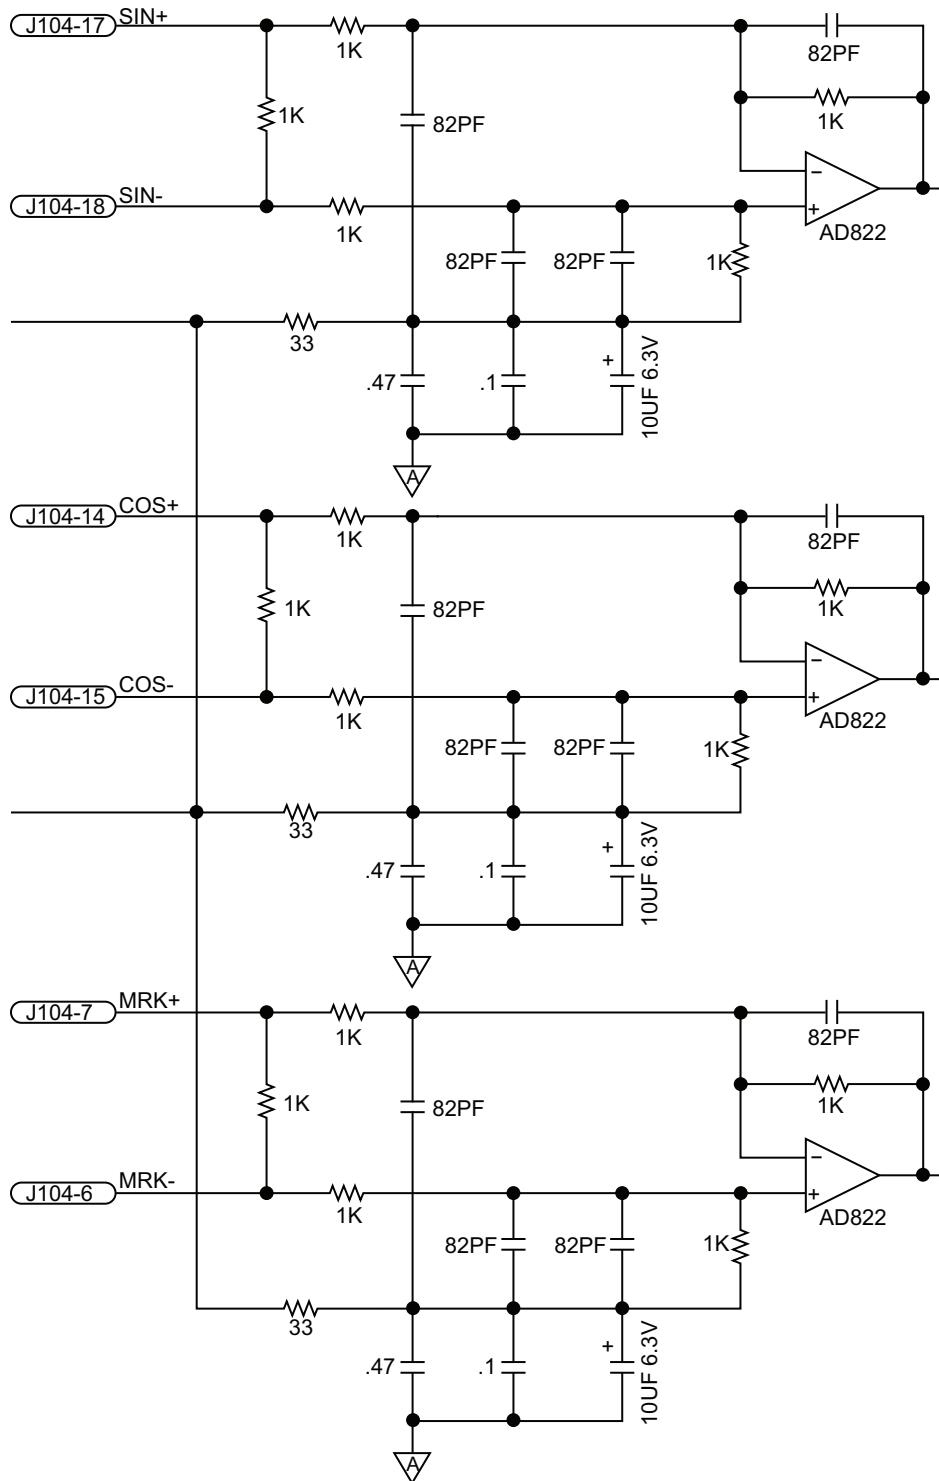 J104-17 SIN+
1K
82PF
1K
82PF
1K
J104-18 SIN-
1K
−
+
AD822
82PF
82PF
1K
33
.47
.1
+
10UF 6.3V
A
J104-14 COS+
1K
82PF
1K
82PF
1K
J104-15 COS-
1K
−
+
AD822
82PF
82PF
1K
33
.47
.1
+
10UF 6.3V
A
J104-7 MRK+
1K
82PF
1K
82PF
1K
J104-6 MRK-
1K
−
+
AD822
82PF
82PF
1K
33
.47
.1
+
10UF 6.3V
A